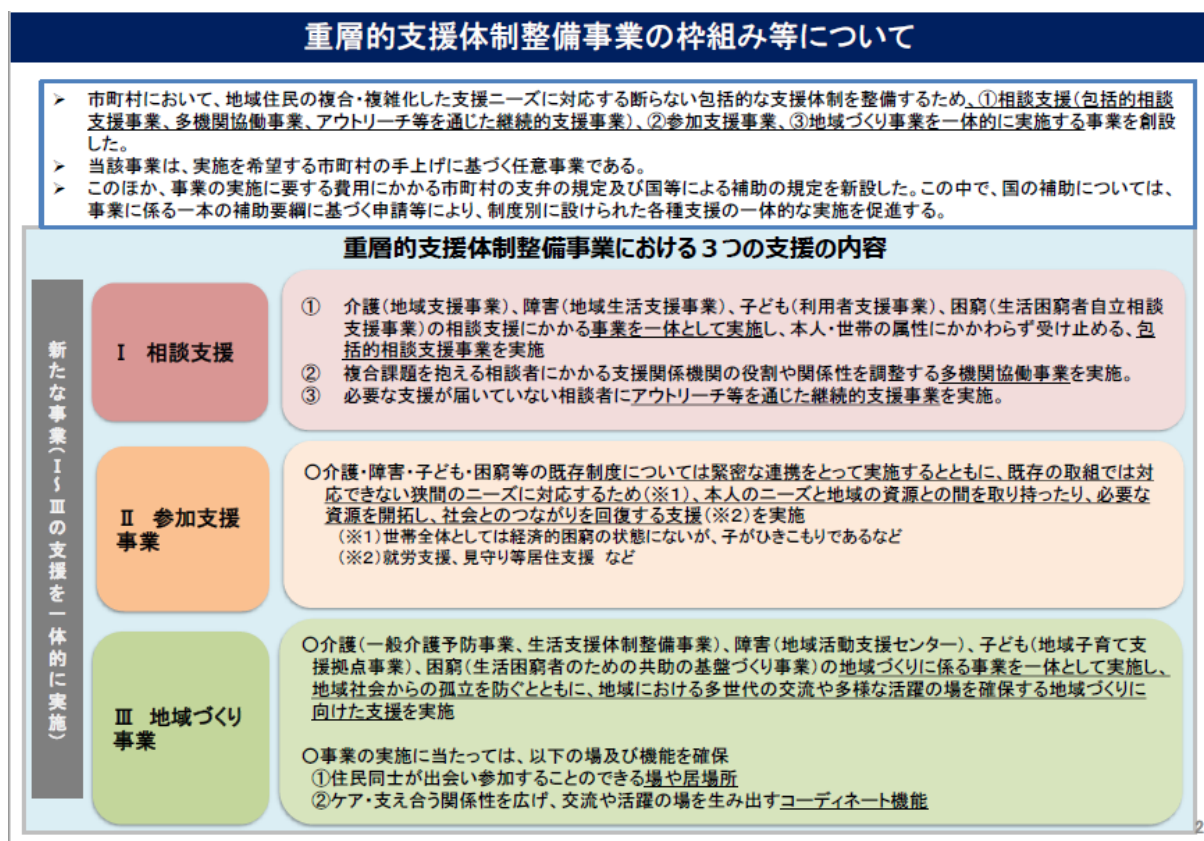 重層的支援体制整備事業の枠組み等について
➢ 市町村において、地域住民の複合・複雑化した支援ニーズに対応する断らない包括的な支援体制を整備するため、①相談支援(包括的相談
支援事業、多機関協働事業、アウトリーチ等を通じた継続的支援事業)、②参加支援事業、③地域づくり事業を一体的に実施する事業を創設
した。
➢ 当該事業は、実施を希望する市町村の手上げに基づく任意事業である。
➢ このほか、事業の実施に要する費用にかかる市町村の支弁の規定及び国等による補助の規定を新設した。この中で、国の補助については、
事業に係る一本の補助要綱に基づく申請等により、制度別に設けられた各種支援の一体的な実施を促進する。
重層的支援体制整備事業における3つの支援の内容
新たな事業(Ⅰ~Ⅲの支援を一体的に実施)
Ⅰ 相談支援
① 介護(地域支援事業)、障害(地域生活支援事業)、子ども(利用者支援事業)、困窮(生活困窮者自立相談
支援事業)の相談支援にかかる事業を一体として実施し、本人・世帯の属性にかかわらず受け止める、包
括的相談支援事業を実施
② 複合課題を抱える相談者にかかる支援関係機関の役割や関係性を調整する多機関協働事業を実施。
③ 必要な支援が届いていない相談者にアウトリーチ等を通じた継続的支援事業を実施。
Ⅱ 参加支援
事業
○介護・障害・子ども・困窮等の既存制度については緊密な連携をとって実施するとともに、既存の取組では対
応できない狭間のニーズに対応するため(※1)、本人のニーズと地域の資源との間を取り持ったり、必要な
資源を開拓し、社会とのつながりを回復する支援(※2)を実施
(※1)世帯全体としては経済的困窮の状態にないが、子がひきこもりであるなど
(※2)就労支援、見守り等居住支援 など
Ⅲ 地域づくり
事業
○介護(一般介護予防事業、生活支援体制整備事業)、障害(地域活動支援センター)、子ども(地域子育て支
援拠点事業)、困窮(生活困窮者のための共助の基盤づくり事業)の地域づくりに係る事業を一体として実施し、
地域社会からの孤立を防ぐとともに、地域における多世代の交流や多様な活躍の場を確保する地域づくりに
向けた支援を実施
○事業の実施に当たっては、以下の場及び機能を確保
①住民同士が出会い参加することのできる場や居場所
②ケア・支え合う関係性を広げ、交流や活躍の場を生み出すコーディネート機能
2